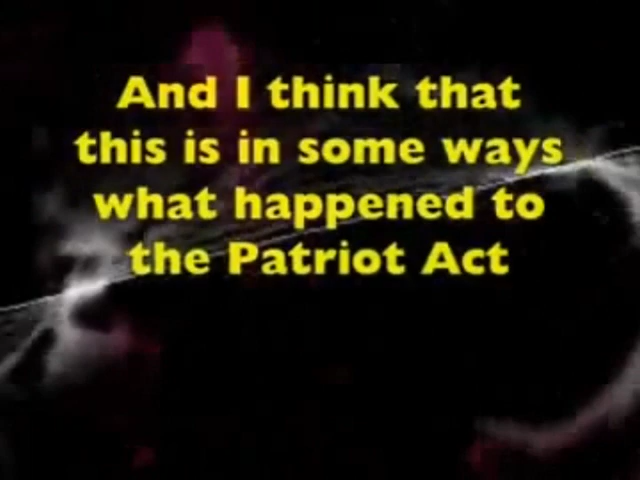 And I think that
this is in some ways
what happened to
the Patriot Act